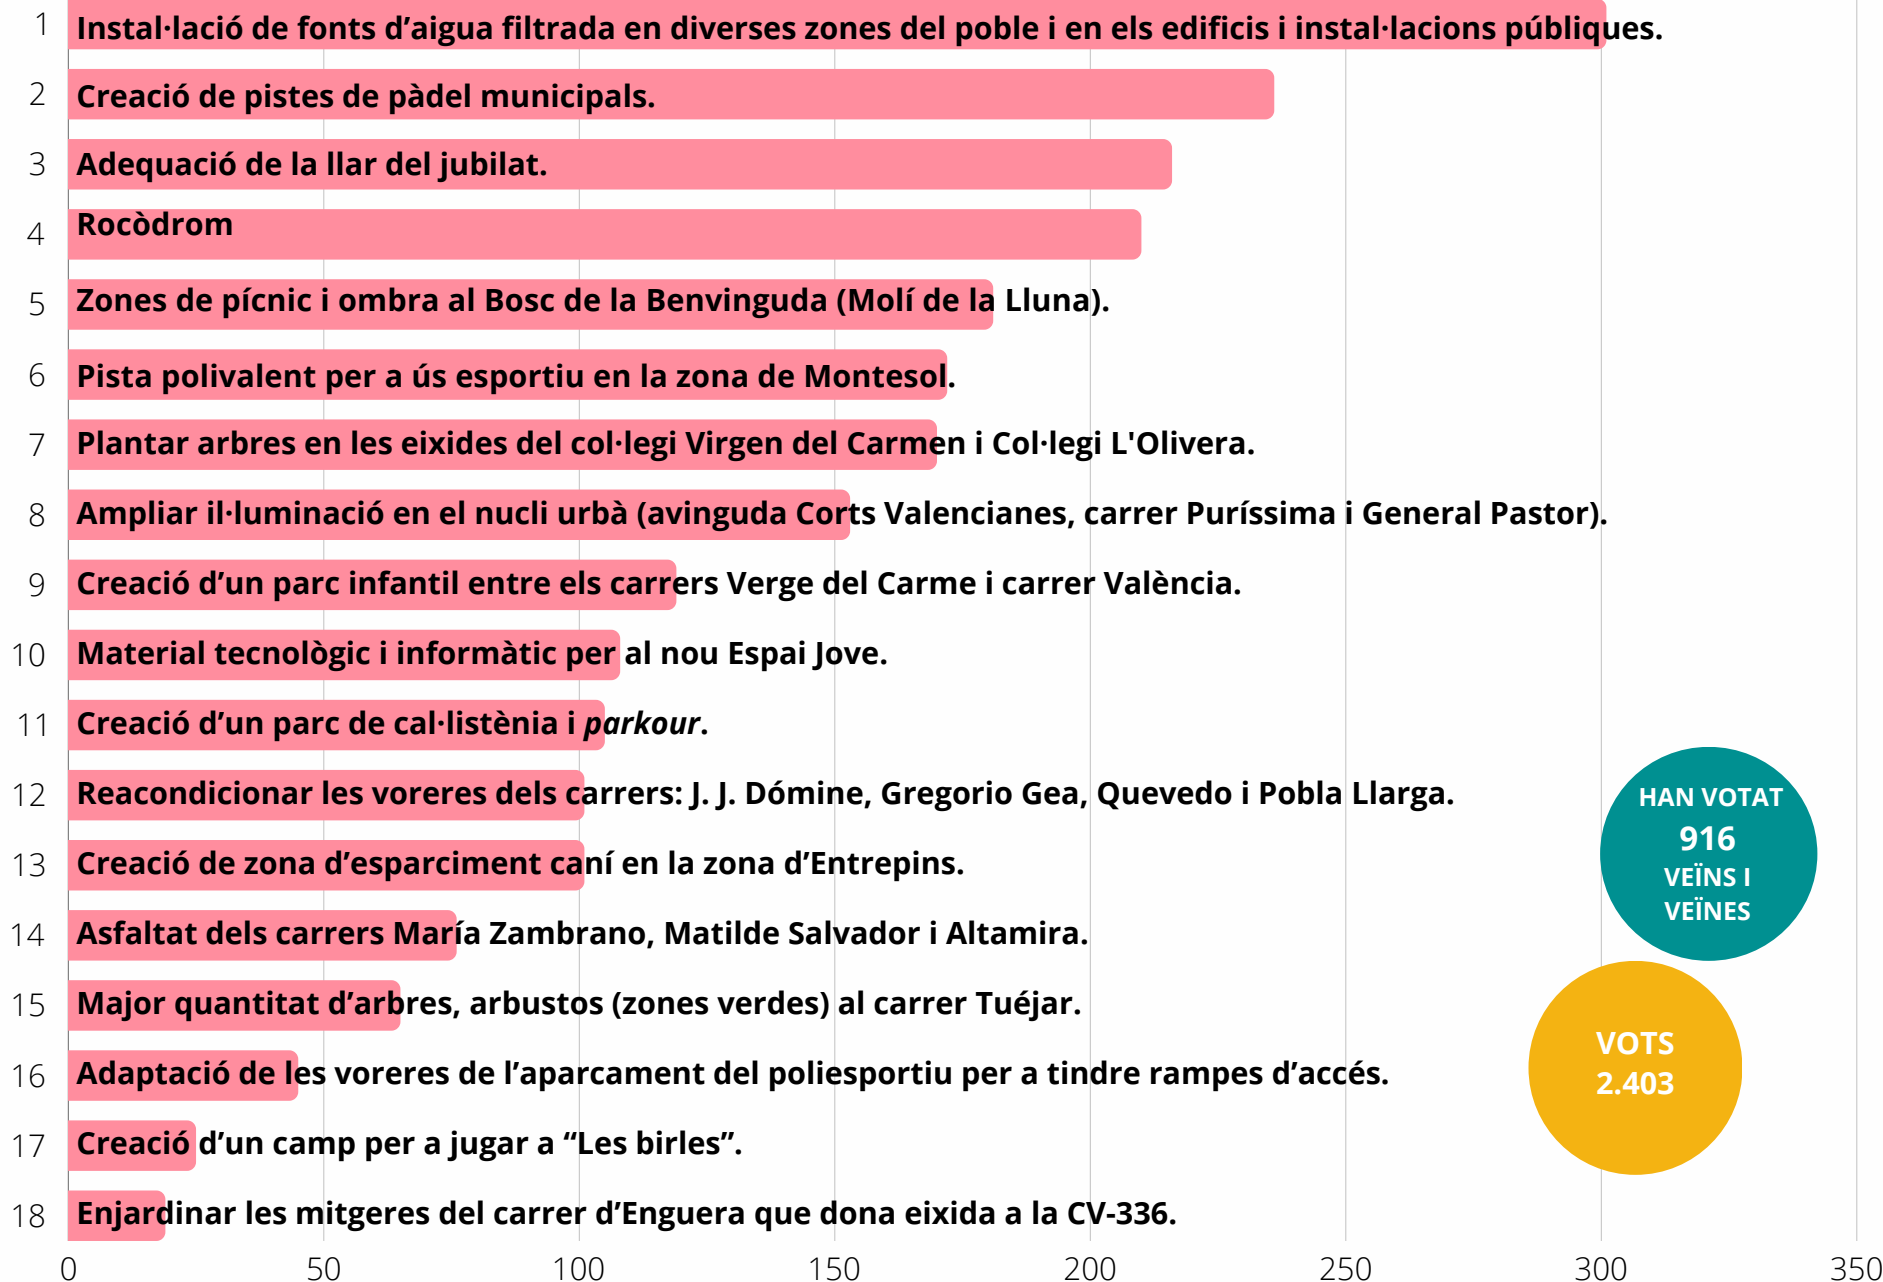 1 Instal·lació de fonts d’aigua filtrada en diverses zones del poble i en els edificis i instal·lacions públiques.
2 Creació de pistes de pàdel municipals.
3 Adequació de la llar del jubilat.
4 Rocòdrom
5 Zones de pícnic i ombra al Bosc de la Benvinguda (Molí de la Lluna).
6 Pista polivalent per a ús esportiu en la zona de Montesol.
7 Plantar arbres en les eixides del col·legi Virgen del Carmen i Col·legi L'Olivera.
8 Ampliar il·luminació en el nucli urbà (avinguda Corts Valencianes, carrer Puríssima i General Pastor).
9 Creació d’un parc infantil entre els carrers Verge del Carme i carrer València.
10 Material tecnològic i informàtic per al nou Espai Jove.
11 Creació d’un parc de cal·listènia i parkour.
12 Reacondicionar les voreres dels carrers: J. J. Dómine, Gregorio Gea, Quevedo i Pobla Llarga.
13 Creació de zona d’esparciment caní en la zona d’Entrepins.
14 Asfaltat dels carrers María Zambrano, Matilde Salvador i Altamira.
15 Major quantitat d’arbres, arbustos (zones verdes) al carrer Tuéjar.
16 Adaptació de les voreres de l’aparcament del poliesportiu per a tindre rampes d’accés.
17 Creació d’un camp per a jugar a “Les birles”.
18 Enjardinar les mitgeres del carrer d’Enguera que dona eixida a la CV-336.
0 50 100 150 200 250 300 350
HAN VOTAT
916
VEÏNS I
VEÏNES
VOTS
2.403